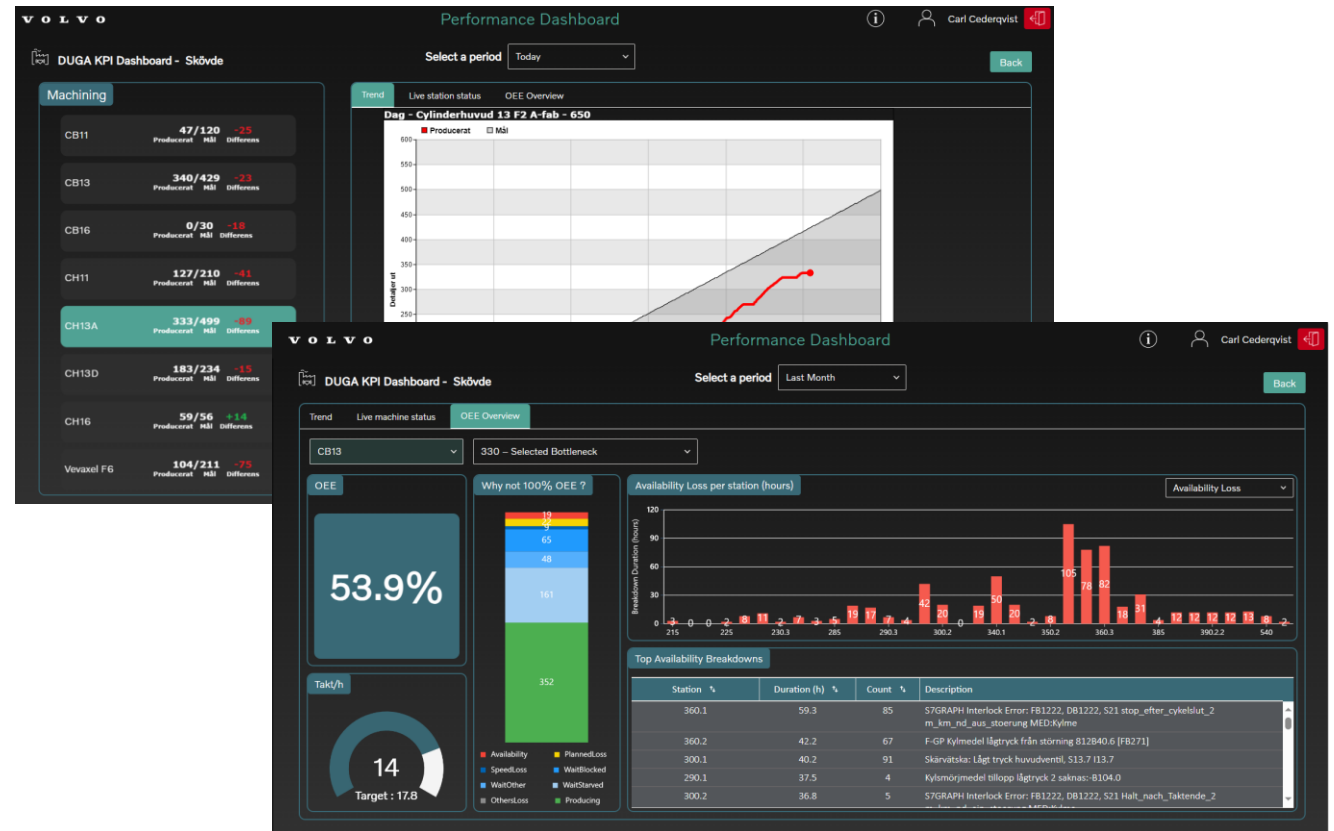 VOLVO
Performance Dashboard
Carl Cederqvist
DUGA KPI Dashboard - Skövde
Select a period Today
Back
Machining
CB11 47/120 -25
Producerat Mål Differens
CB13 340/429 -23
Producerat Mål Differens
CB16 0/30 -18
Producerat Mål Differens
CH11 127/210 -41
Producerat Mål Differens
CH13A 333/499 -89
Producerat Mål Differens
CH13D 183/234 -15
Producerat Mål Differens
CH16 59/56 +14
Producerat Mål Differens
Vevaxel F6 104/211 -75
Producerat Mål Differens
Trend Live station status OEE Overview
Dag - Cylinderhuvud 13 F2 A-fab - 650
Producerat Mål
600
550
500
450
400
350
300
250
Detaljer ut
VOLVO
Performance Dashboard
Carl Cederqvist
DUGA KPI Dashboard - Skövde
Select a period Last Month
Back
Trend Live machine status OEE Overview
CB13 330 – Selected Bottleneck
OEE
53.9%
Takt/h
14
Target : 17.8
Why not 100% OEE ?
19
9
65
48
161
352
Availability PlannedLoss
SpeedLoss WaitBlocked
WaitOther WaitStarved
OthersLoss Producing
Availability Loss per station (hours)
Availability Loss
Breakdown Duration (hours)
120
90
60
30
0
3 0 0 2 8 11 2 7 3 5 19 17 7 4 42 20 0 19 50 20 2 8 105 78 82 18 31 4 12 12 12 12 13 8 2
215 225 230.3 285 290.3 300.2 340.1 350.2 360.3 385 390.2.2 540
Top Availability Breakdowns
Station Duration (h) Count Description
360.1 59.3 85 S7GRAPH Interlock Error: FB1222, DB1222, S21 stop_efter_cykelslut_2
m_km_nd_aus_stoerung MED:Kylme
360.2 42.2 67 F-GP Kylmedel lågtryck från störning 812B40.6 [FB271]
300.1 40.2 91 Skärvätska: Lågt tryck huvudventil, S13.7 I13.7
290.1 37.5 4 Kylsmörjmedel tillopp lågtryck 2 saknas:-B104.0
300.2 36.8 5 S7GRAPH Interlock Error: FB1222, DB1222, S21 Halt_nach_Taktende_2